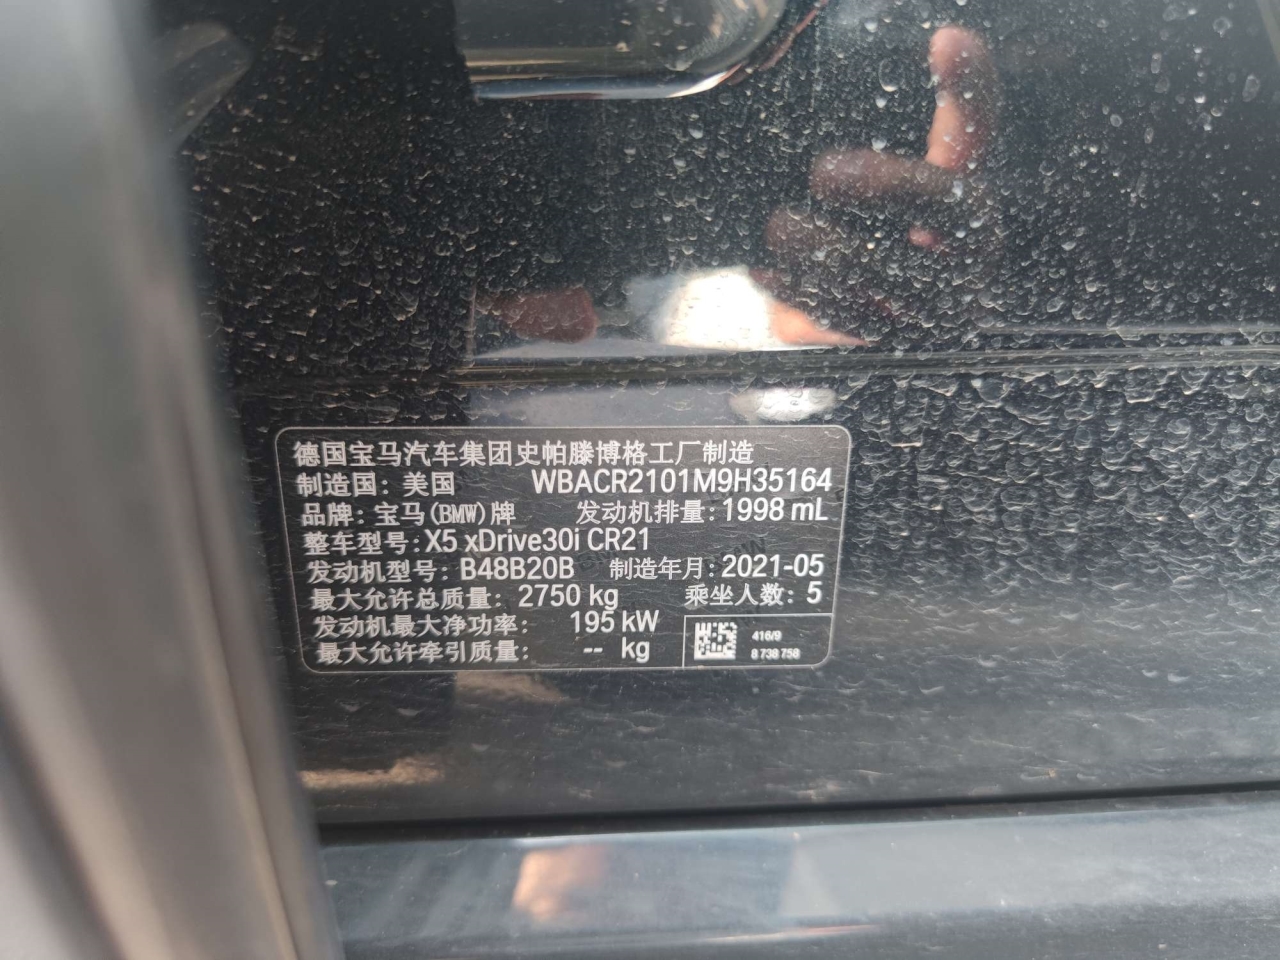 德国宝马汽车集团史帕滕博格工厂制造
制造国: 美国 WBACR2101M9H35164
品牌: 宝马(BMW)牌 发动机排量: 1998 mL
整车型号: X5 xDrive30i CR21
发动机型号: B48B20B 制造年月: 2021-05
最大允许总质量: 2750 kg 乘坐人数: 5
发动机最大净功率: 195 kW
最大允许牵引质量: -- kg
416/9
8 738 758